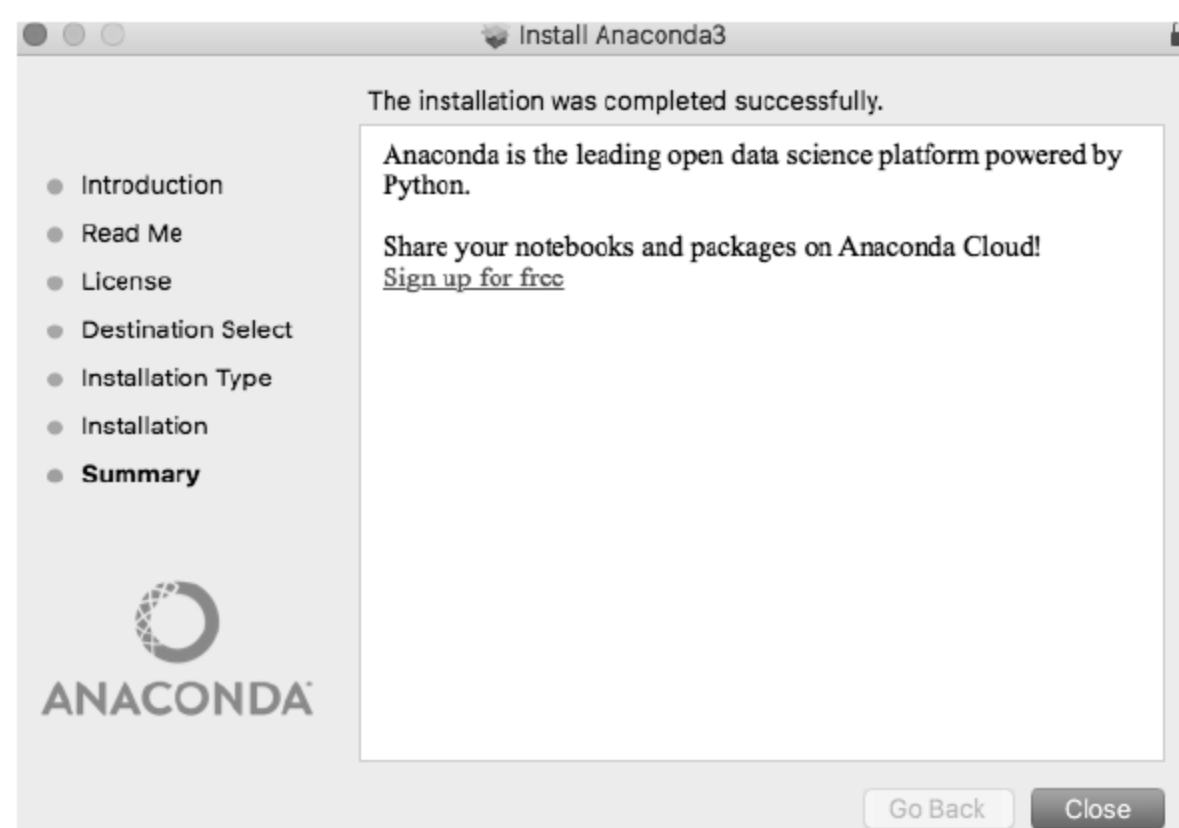 Install Anaconda3
The installation was completed successfully.
Introduction
Read Me
License
Destination Select
Installation Type
Installation
Summary
Anaconda is the leading open data science platform powered by
Python.
Share your notebooks and packages on Anaconda Cloud!
Sign up for free
ANACONDA
Go Back
Close